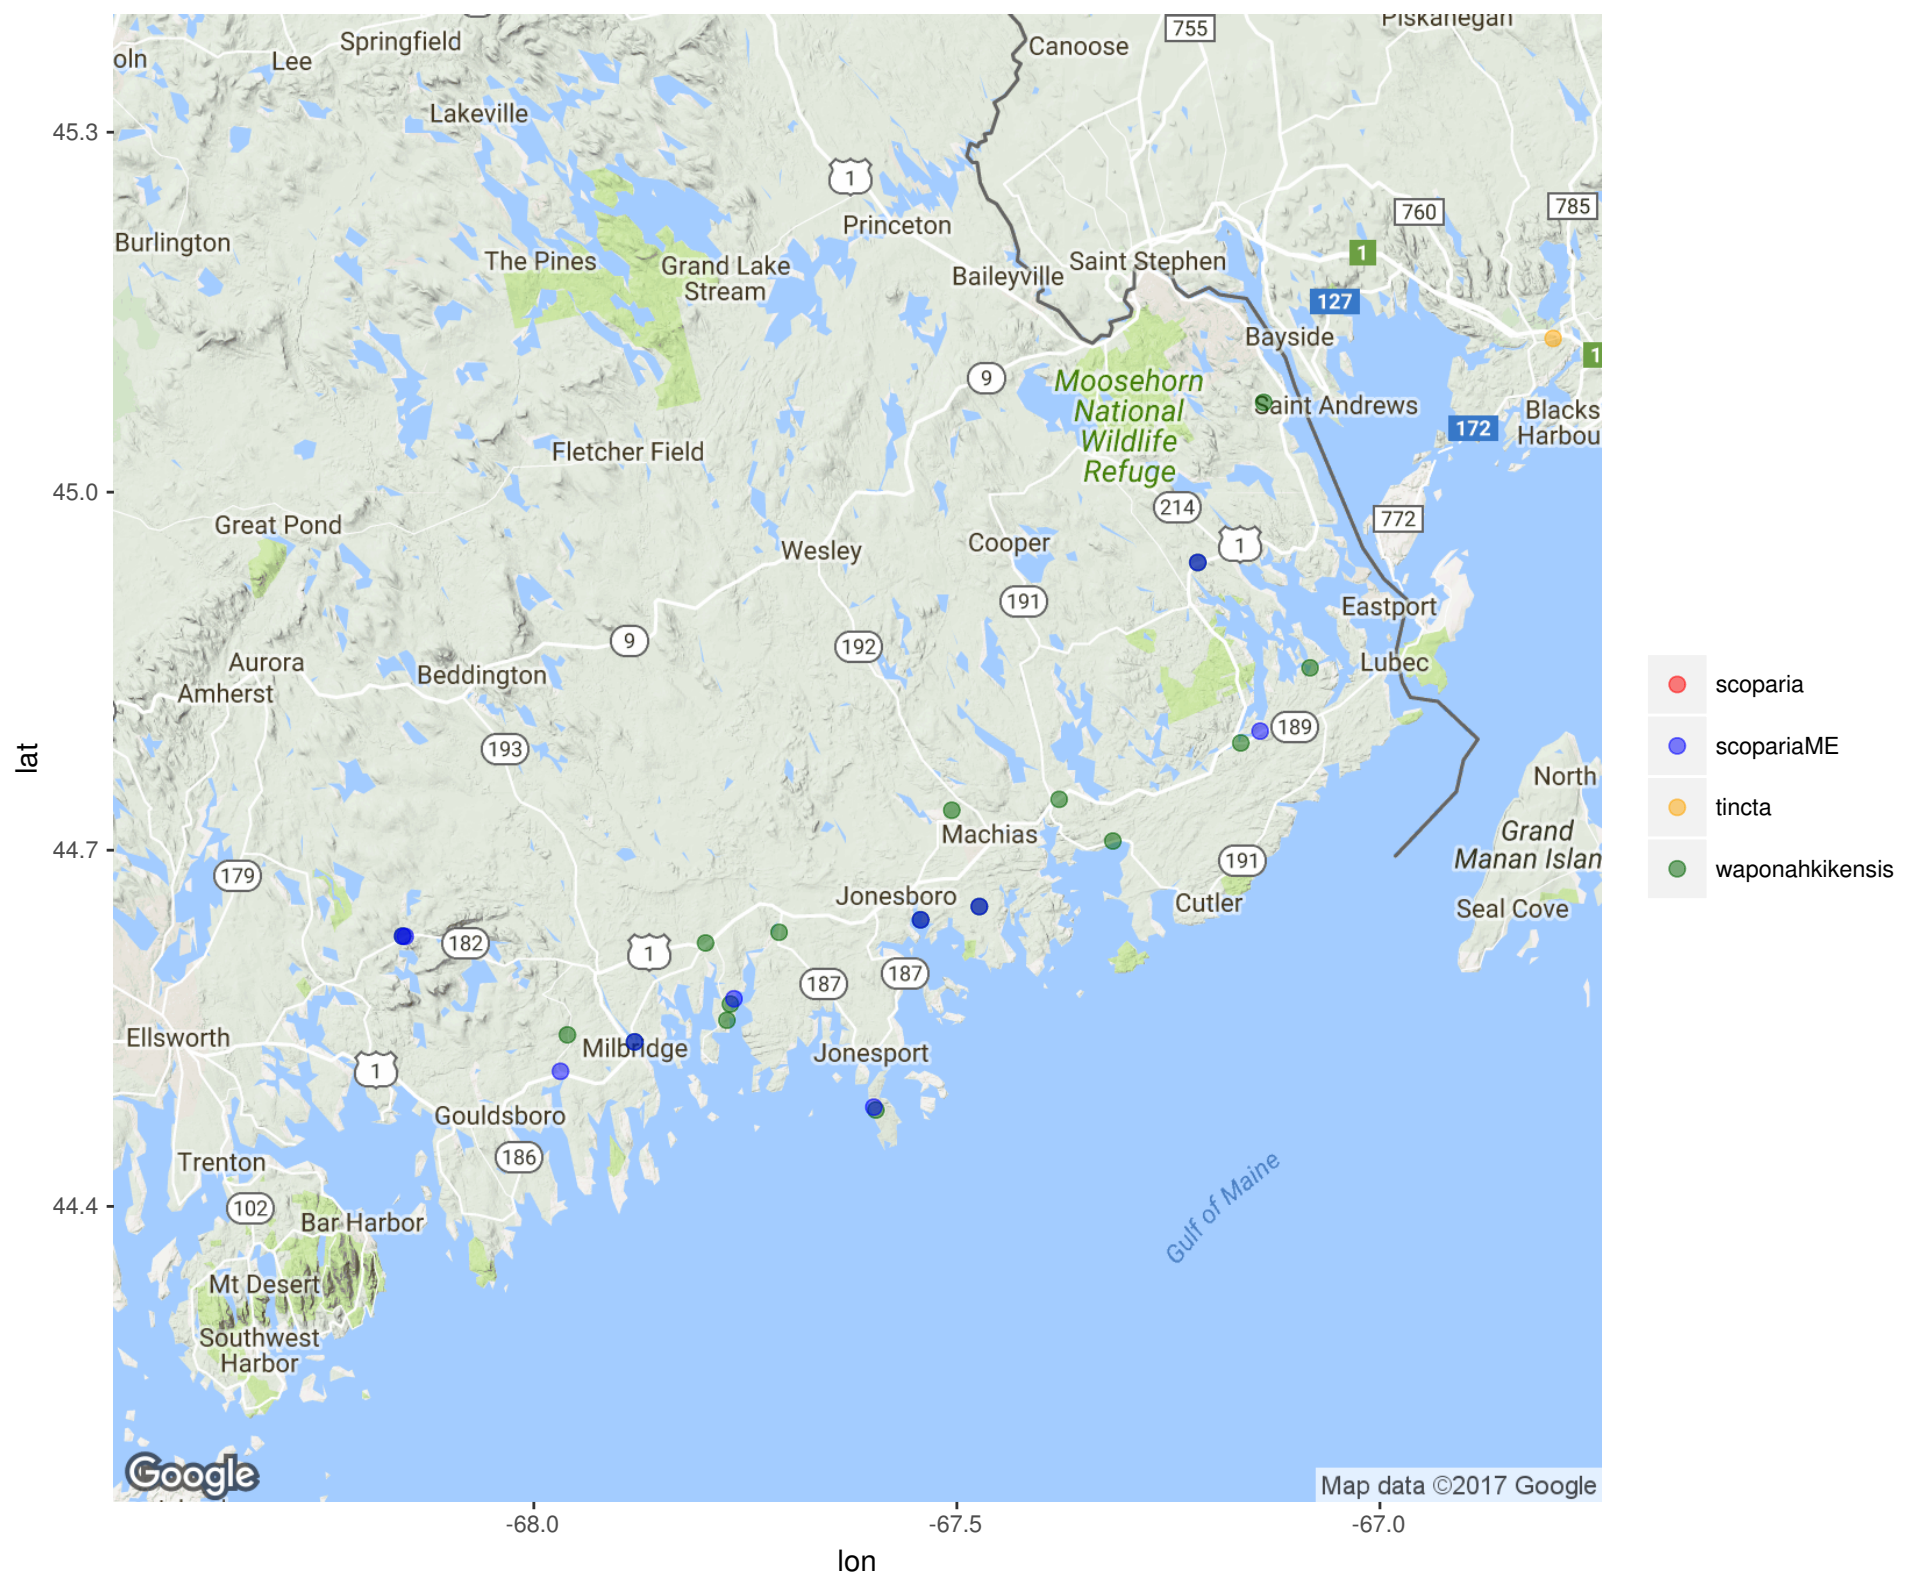 Piskahegan
755
Springfield
Canoose
oln
Lee
Lakeville
45.3
1
760
785
Princeton
Burlington
1
The Pines
Saint Stephen
Grand Lake
Stream
Baileyville
127
Bayside
1
9
Moosehorn
National
Wildlife
Refuge
Saint Andrews
Blacks
Harbou
172
Fletcher Field
45.0
214
772
Great Pond
Wesley
Cooper
1
191
Eastport
9
192
Aurora
Amherst
Beddington
Lubec
scoparia
189
193
scopariaME
lat
North
tincta
Machias
Grand
Manan Islan
44.7
191
179
waponahkikensis
Jonesboro
Cutler
Seal Cove
182
1
187
187
Ellsworth
Milbridge
Jonesport
1
Gouldsboro
186
Trenton
44.4
102
Bar Harbor
Gulf of Maine
Mt Desert
Southwest
Harbor
Google
Map data ©2017 Google
-68.0
-67.5
-67.0
lon